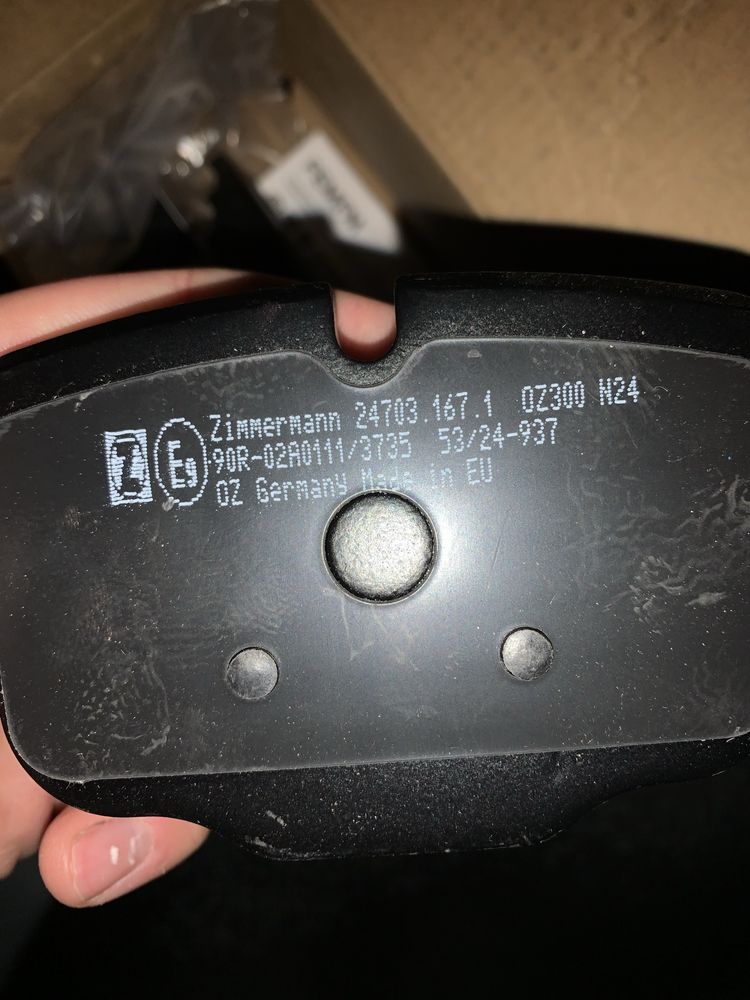 Z
E9
Zimmermann 24703.167.1 OZ300 N24
90R-02A0111/3735 53/24-937
OZ Germany Made in EU